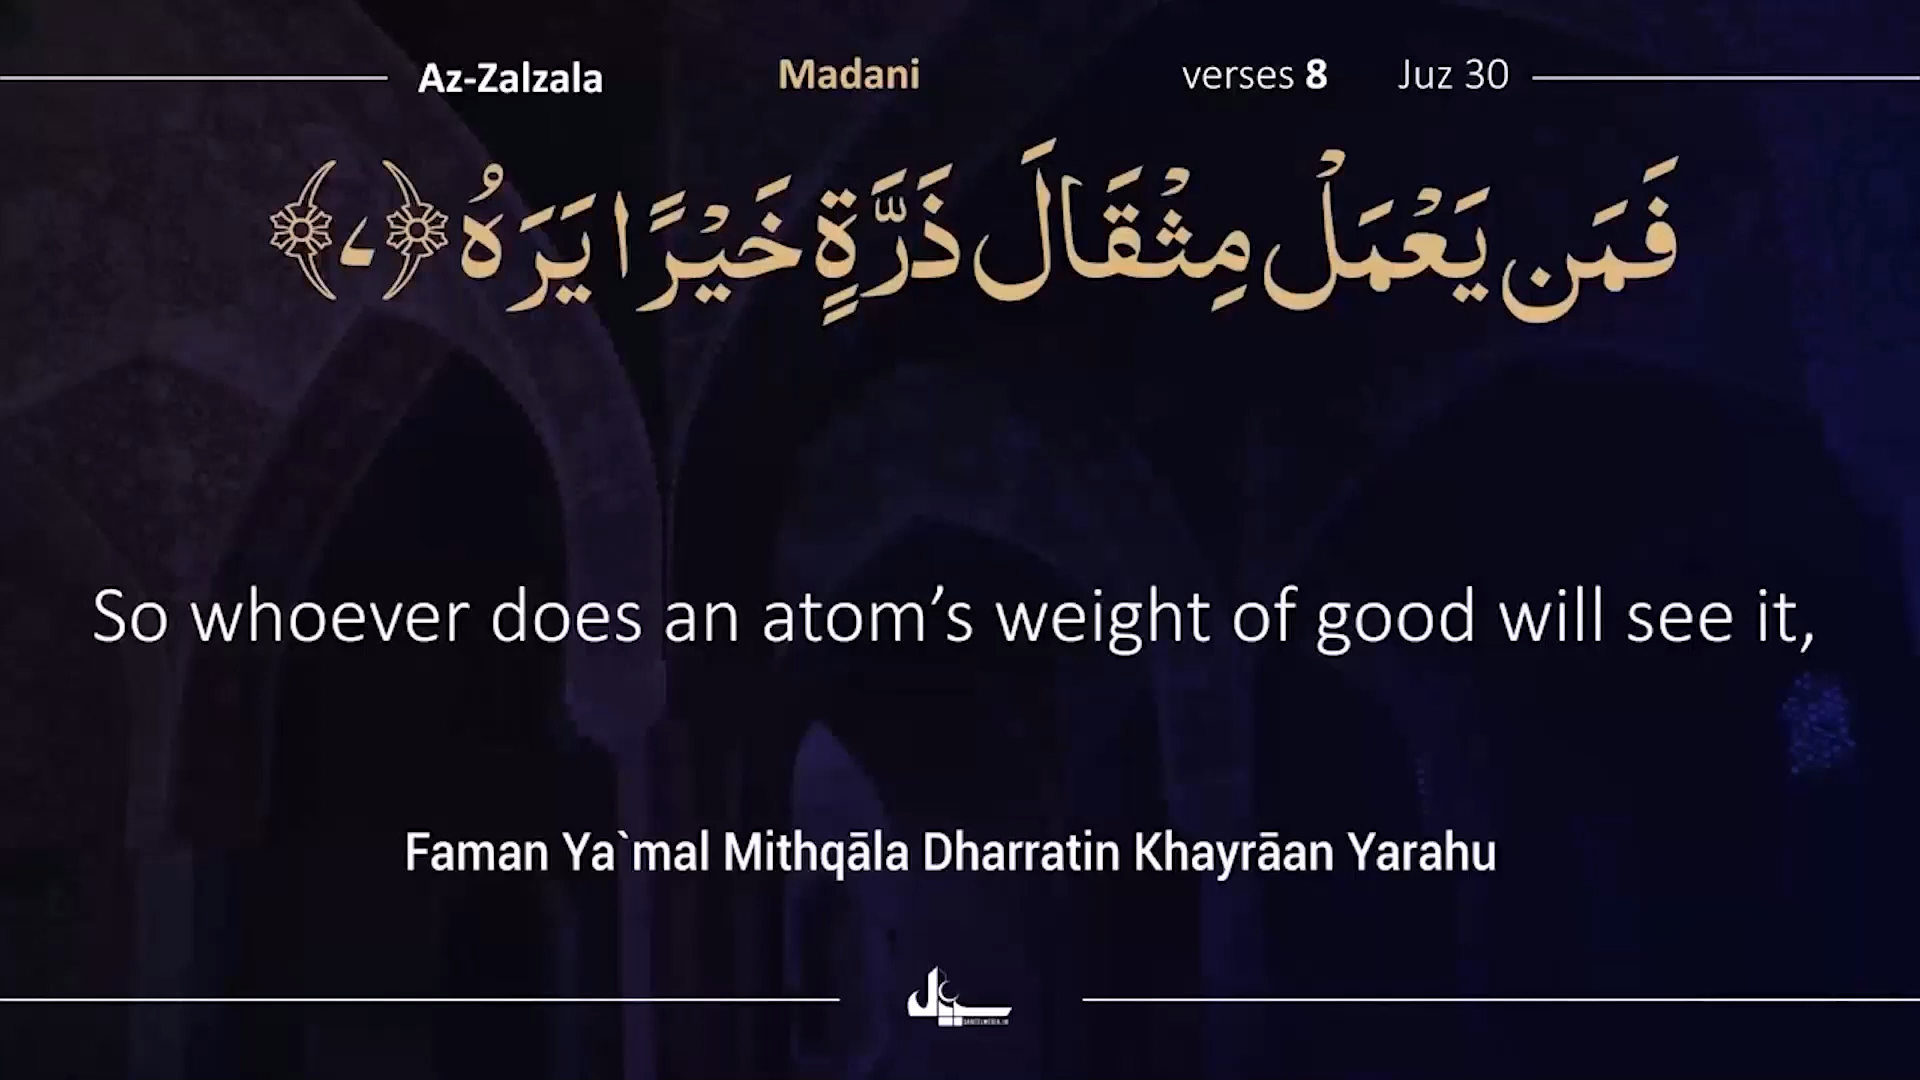 Az-Zalzala Madani verses 8 Juz 30
فَمَن يَعْمَلْ مِثْقَالَ ذَرَّةٍ خَيْرًا يَرَهُ ﴿٧﴾
So whoever does an atom’s weight of good will see it,
Faman Ya`mal Mithqāla Dharratin Khayrāan Yarahu